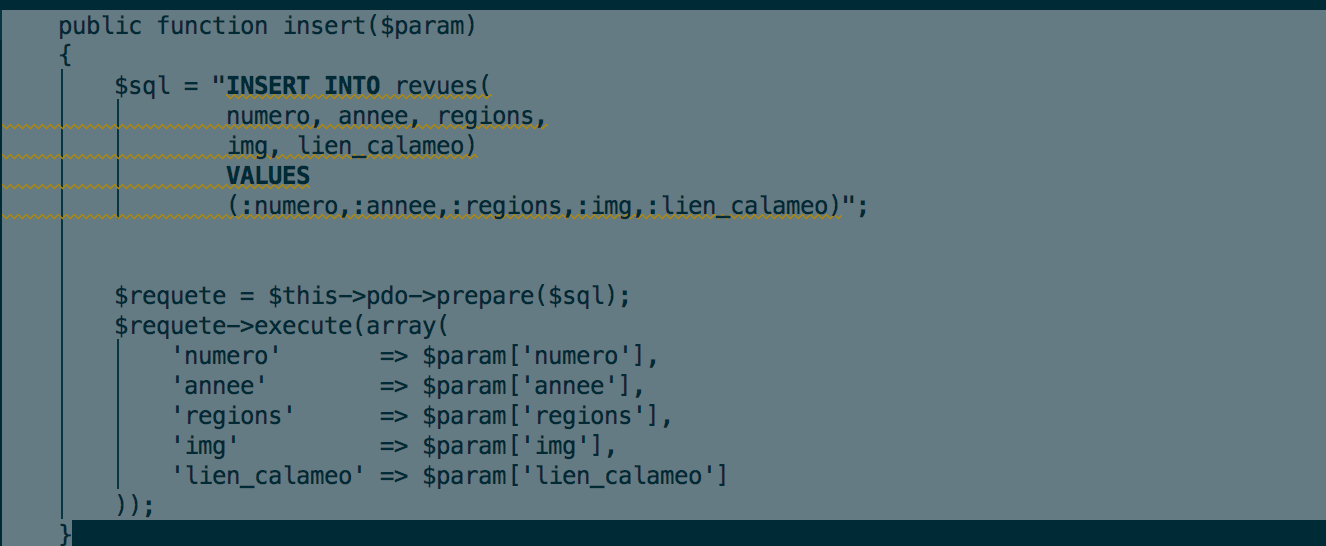 public function insert($param)
{
$sql = "INSERT INTO revues(
numero, annee, regions,
img, lien_calameo)
VALUES
(:numero,:annee,:regions,:img,:lien_calameo)";
$requete = $this->pdo->prepare($sql);
$requete->execute(array(
'numero' => $param['numero'],
'annee' => $param['annee'],
'regions' => $param['regions'],
'img' => $param['img'],
'lien_calameo' => $param['lien_calameo']
));
}